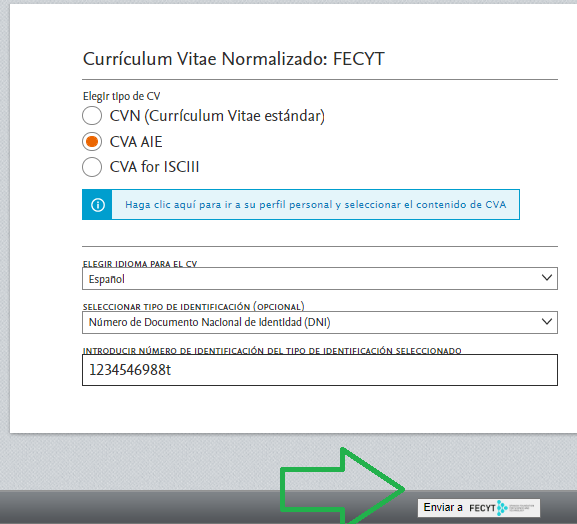 Currículum Vitae Normalizado: FECYT
Elegir tipo de CV
CVN (Currículum Vitae estándar)
CVA AIE
CVA for ISCIII
Haga clic aquí para ir a su perfil personal y seleccionar el contenido de CVA
ELEGIR IDIOMA PARA EL CV
Español
SELECCIONAR TIPO DE IDENTIFICACIÓN (OPCIONAL)
Número de Documento Nacional de Identidad (DNI)
INTRODUCIR NÚMERO DE IDENTIFICACIÓN DEL TIPO DE IDENTIFICACIÓN SELECCIONADO
1234546988t
Enviar a FECYT